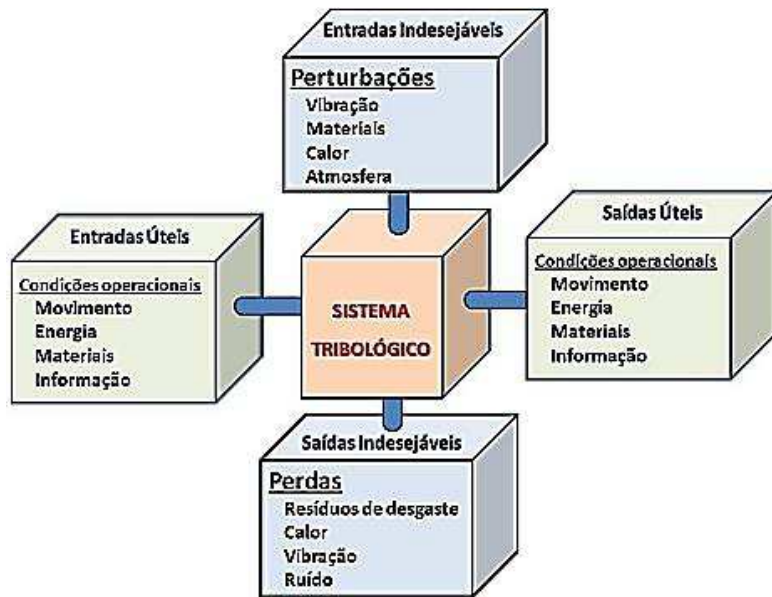 Entradas Indesejáveis
Perturbações
Vibração
Materiais
Calor
Atmosfera
Entradas Úteis
Condições operacionais
Movimento
Energia
Materiais
Informação
SISTEMA
TRIBOLÓGICO
Saídas Úteis
Condições operacionais
Movimento
Energia
Materiais
Informação
Saídas Indesejáveis
Perdas
Resíduos de desgaste
Calor
Vibração
Ruído